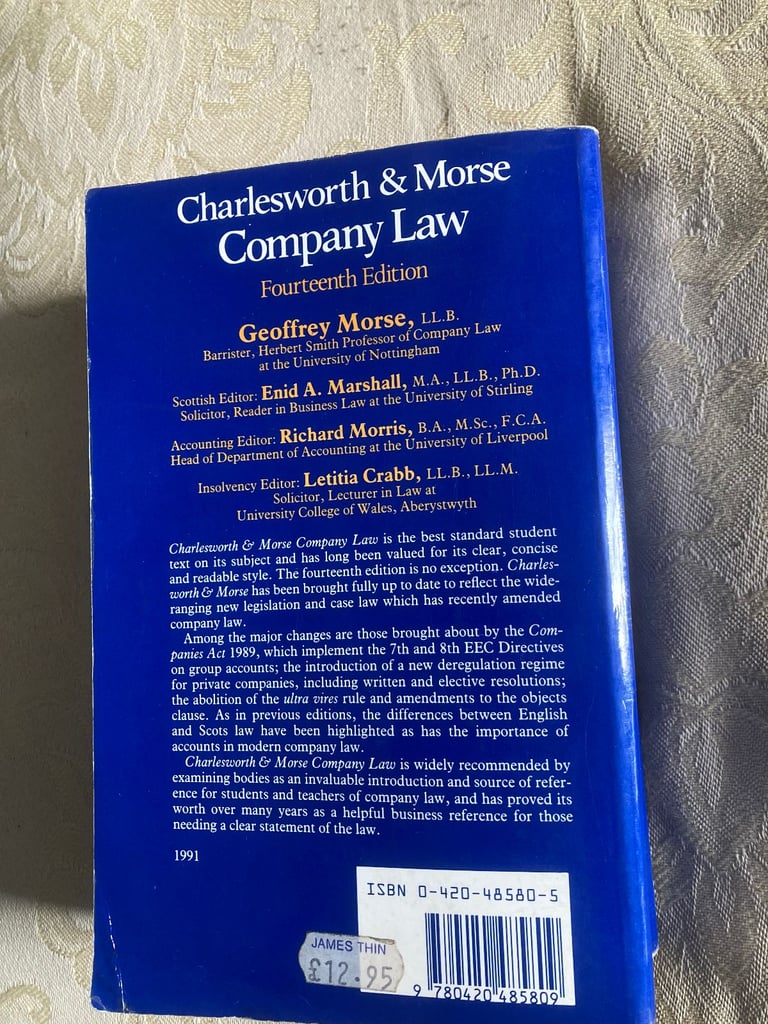 Charlesworth & Morse
Company Law
Fourteenth Edition
Geoffrey Morse, LL.B.
Barrister, Herbert Smith Professor of Company Law
at the University of Nottingham
Scottish Editor: Enid A. Marshall, M.A., LL.B., Ph.D.
Solicitor, Reader in Business Law at the University of Stirling
Accounting Editor: Richard Morris, B.A., M.Sc., F.C.A.
Head of Department of Accounting at the University of Liverpool
Insolvency Editor: Letitia Crabb, LL.B., LL.M.
Solicitor, Lecturer in Law at
University College of Wales, Aberystwyth
Charlesworth & Morse Company Law is the best standard student
text on its subject and has long been valued for its clear, concise
and readable style. The fourteenth edition is no exception. Charles-
worth & Morse has been brought fully up to date to reflect the wide-
ranging new legislation and case law which has recently amended
company law.
Among the major changes are those brought about by the Com-
panies Act 1989, which implement the 7th and 8th EEC Directives
on group accounts; the introduction of a new deregulation regime
for private companies, including written and elective resolutions;
the abolition of the ultra vires rule and amendments to the objects
clause. As in previous editions, the differences between English
and Scots law have been highlighted as has the importance of
accounts in modern company law.
Charlesworth & Morse Company Law is widely recommended by
examining bodies as an invaluable introduction and source of refer-
ence for students and teachers of company law, and has proved its
worth over many years as a helpful business reference for those
needing a clear statement of the law.
1991
ISBN 0-420-48580-5
JAMES THIN
£12.95
9 780420 485809